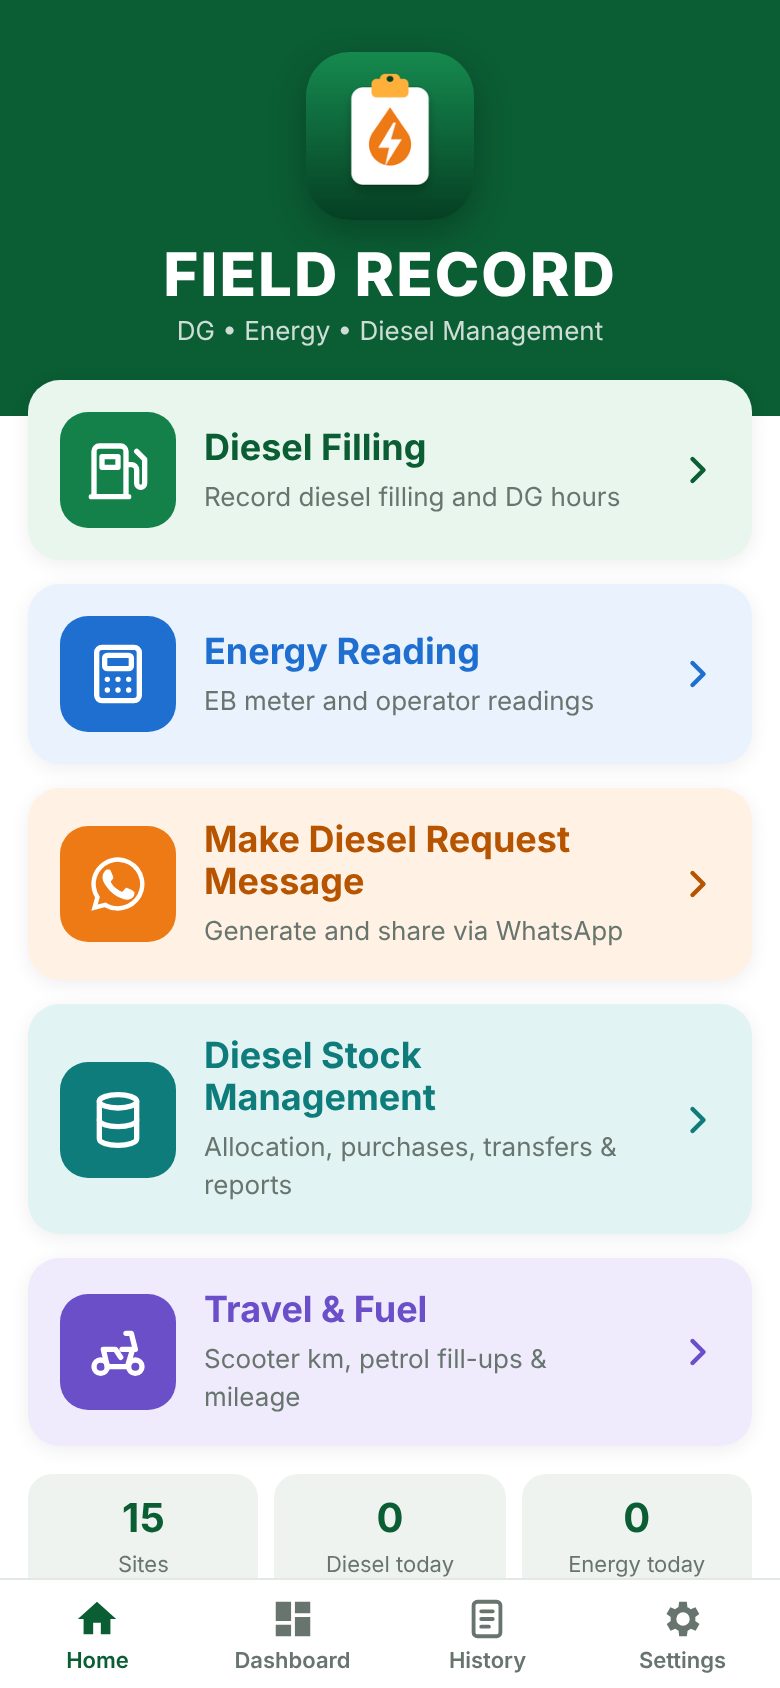 FIELD RECORD
DG • Energy • Diesel Management
Diesel Filling
Record diesel filling and DG hours
Energy Reading
EB meter and operator readings
Make Diesel Request
Message
Generate and share via WhatsApp
Diesel Stock
Management
Allocation, purchases, transfers &
reports
Travel & Fuel
Scooter km, petrol fill-ups &
mileage
15 0 0
Sites Diesel today Energy today
Home Dashboard History Settings